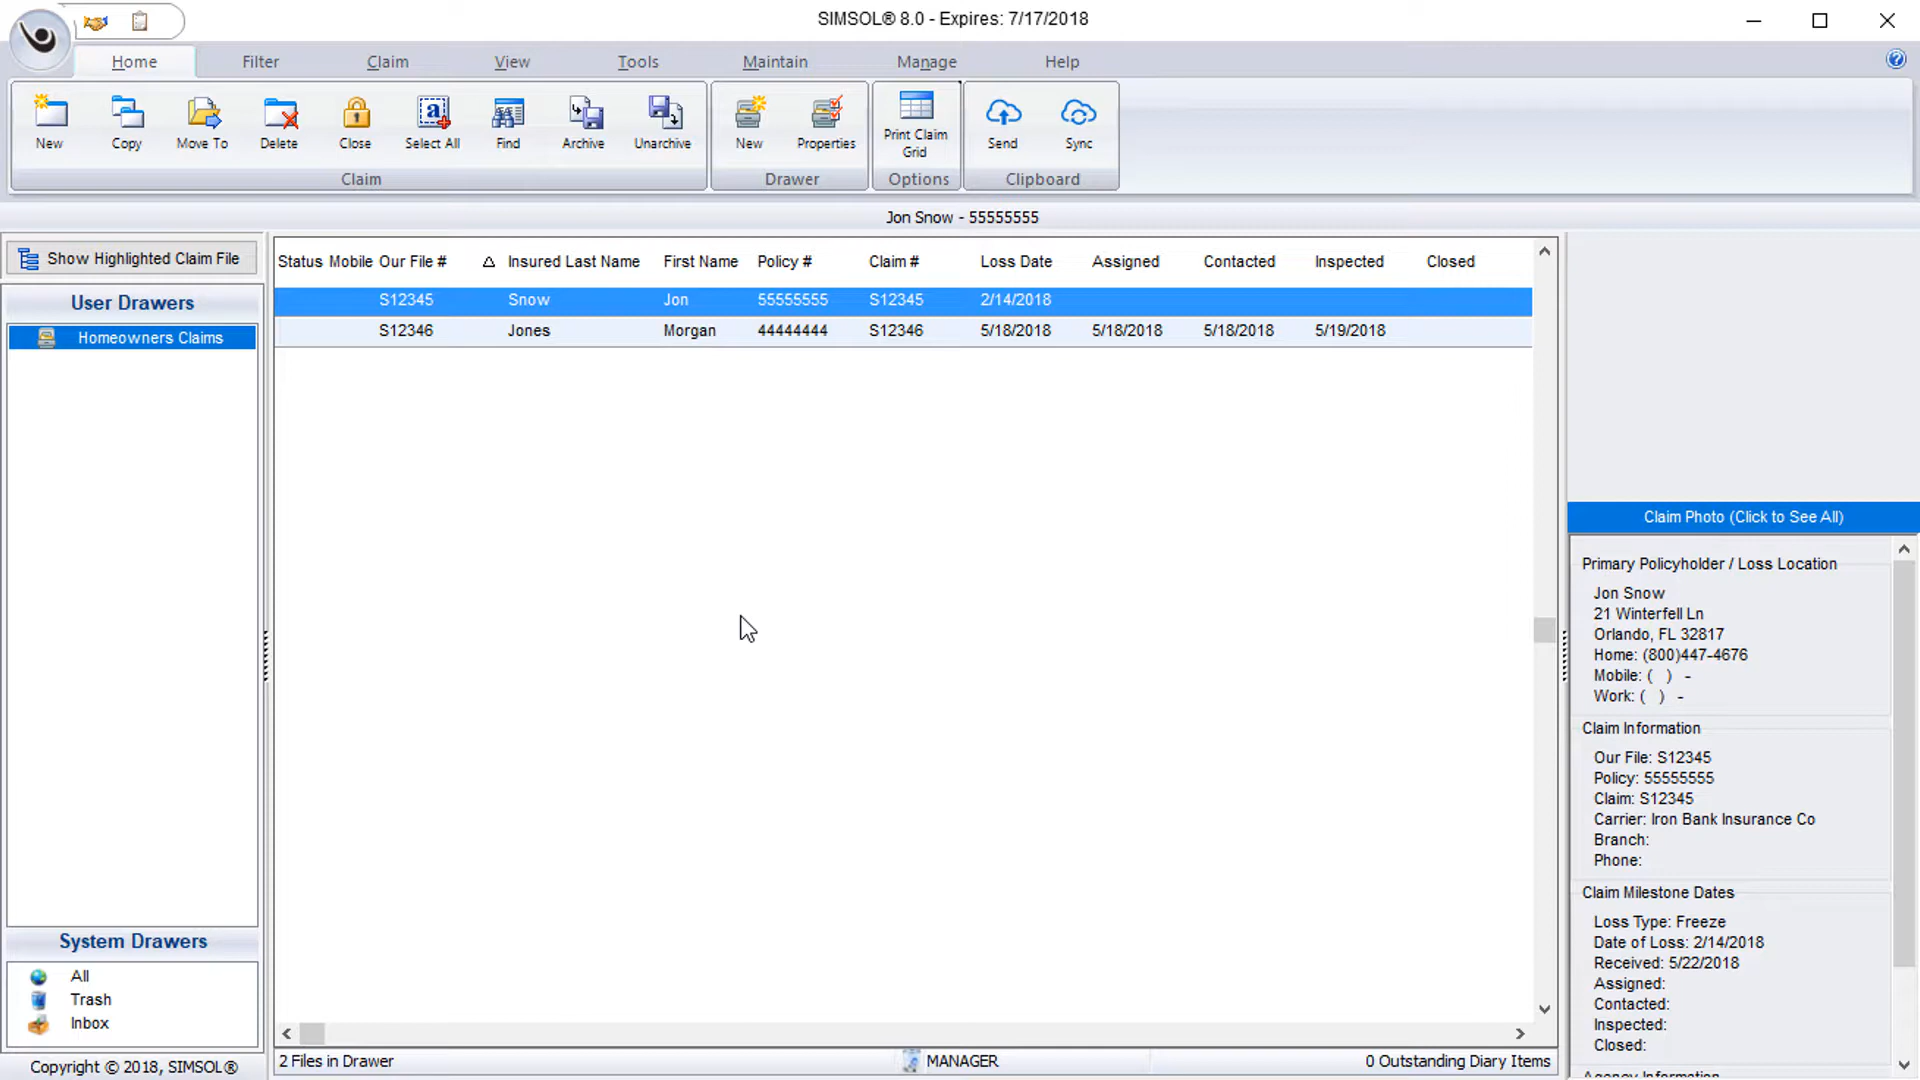 SIMSOL® 8.0 - Expires: 7/17/2018
Home Filter Claim View Tools Maintain Manage Help
New Copy Move To Delete Close Select All Find Archive Unarchive New Properties Print Claim Grid Send Sync
Claim Drawer Options Clipboard
Jon Snow - 55555555
Show Highlighted Claim File
User Drawers
Homeowners Claims
System Drawers
All
Trash
Inbox
Copyright © 2018, SIMSOL®
Status Mobile Our File # Insured Last Name First Name Policy # Claim # Loss Date Assigned Contacted Inspected Closed
S12345 Snow Jon 55555555 S12345 2/14/2018
S12346 Jones Morgan 44444444 S12346 5/18/2018 5/18/2018 5/18/2018 5/19/2018
2 Files in Drawer MANAGER 0 Outstanding Diary Items
Claim Photo (Click to See All)
Primary Policyholder / Loss Location
Jon Snow
21 Winterfell Ln
Orlando, FL 32817
Home: (800)447-4676
Mobile: ( ) -
Work: ( ) -
Claim Information
Our File: S12345
Policy: 55555555
Claim: S12345
Carrier: Iron Bank Insurance Co
Branch:
Phone:
Claim Milestone Dates
Loss Type: Freeze
Date of Loss: 2/14/2018
Received: 5/22/2018
Assigned:
Contacted:
Inspected:
Closed:
Agency Information